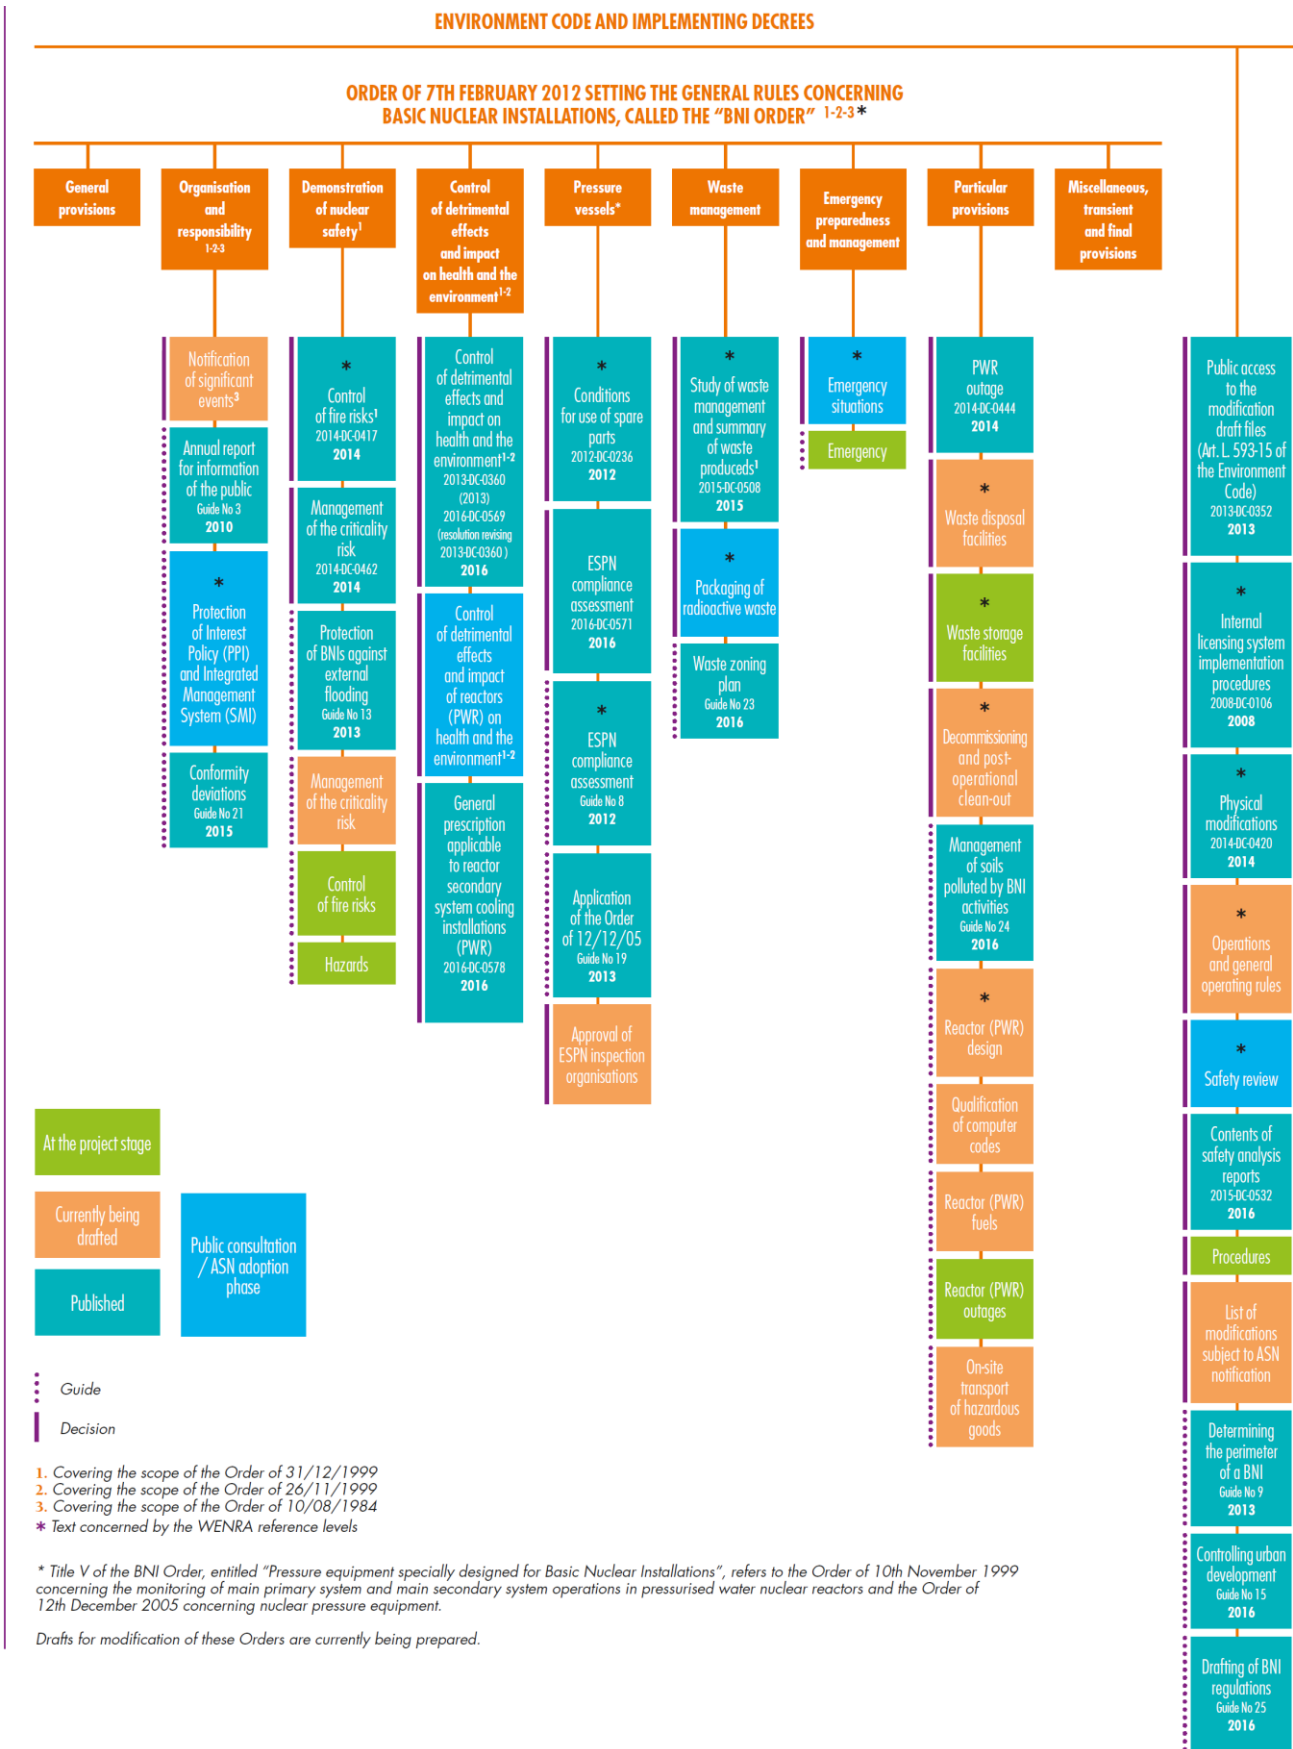 ENVIRONMENT CODE AND IMPLEMENTING DECREES
ORDER OF 7TH FEBRUARY 2012 SETTING THE GENERAL RULES CONCERNING
BASIC NUCLEAR INSTALLATIONS, CALLED THE “BNI ORDER” 1-2-3*
General
provisions
Organisation
and
responsibility
1-2-3
Demonstration
of nuclear
safety1
Control
of detrimental
effects
and impact
on health and the
environment1-2
Pressure
vessels*
Waste
management
Emergency
preparedness
and management
Particular
provisions
Miscellaneous,
transient
and final
provisions
Notification
of significant
events3
Annual report
for information
of the public
Guide No 3
2010
*
Protection
of Interest
Policy (PPI)
and Integrated
Management
System (SMI)
Conformity
deviations
Guide No 21
2015
*
Control
of fire risks1
2014-DC-0417
2014
Management
of the criticality
risk
2014-DC-0462
2014
Protection
of BNIs against
external
flooding
Guide No 13
2013
Management
of the criticality
risk
Control
of fire risks
Hazards
Control
of detrimental
effects and
impact on
health and the
environment1-2
2013-DC-0360
(2013)
2016-DC-0569
(resolution revising
2013-DC-0360 )
2016
Control
of detrimental
effects
and impact
of reactors
(PWR) on
health and the
environment1-2
General
prescription
applicable
to reactor
secondary
system cooling
installations
(PWR)
2016-DC-0578
2016
*
Conditions
for use of spare
parts
2012-DC-0236
2012
ESPN
compliance
assessment
2016-DC-0571
2016
*
ESPN
compliance
assessment
Guide No 8
2012
Application
of the Order
of 12/12/05
Guide No 19
2013
Approval of
ESPN inspection
organisations
*
Study of waste
management
and summary
of waste
produceds1
2015-DC-0508
2015
*
Packaging of
radioactive waste
Waste zoning
plan
Guide No 23
2016
*
Emergency
situations
Emergency
PWR
outage
2014-DC-0444
2014
*
Waste disposal
facilities
*
Waste storage
facilities
*
Decommissioning
and post-
operational
clean-out
Management
of soils
polluted by BNI
activities
Guide No 24
2016
*
Reactor (PWR)
design
Qualification
of computer
codes
Reactor (PWR)
fuels
Reactor (PWR)
outages
On-site
transport
of hazardous
goods
Public access
to the
modification
draft files
(Art. L. 593-15 of
the Environment
Code)
2013-DC-0352
2013
*
Internal
licensing system
implementation
procedures
2008-DC-0106
2008
*
Physical
modifications
2014-DC-0420
2014
*
Operations
and general
operating rules
*
Safety review
Contents of
safety analysis
reports
2015-DC-0532
2016
Procedures
List of
modifications
subject to ASN
notification
Determining
the perimeter
of a BNI
Guide No 9
2013
Controlling urban
development
Guide No 15
2016
Drafting of BNI
regulations
Guide No 25
2016
At the project stage
Currently being
drafted
Published
Public consultation
/ ASN adoption
phase
Guide
Decision
1. Covering the scope of the Order of 31/12/1999
2. Covering the scope of the Order of 26/11/1999
3. Covering the scope of the Order of 10/08/1984
* Text concerned by the WENRA reference levels
* Title V of the BNI Order, entitled “Pressure equipment specially designed for Basic Nuclear Installations”, refers to the Order of 10th November 1999
concerning the monitoring of main primary system and main secondary system operations in pressurised water nuclear reactors and the Order of
12th December 2005 concerning nuclear pressure equipment.
Drafts for modification of these Orders are currently being prepared.